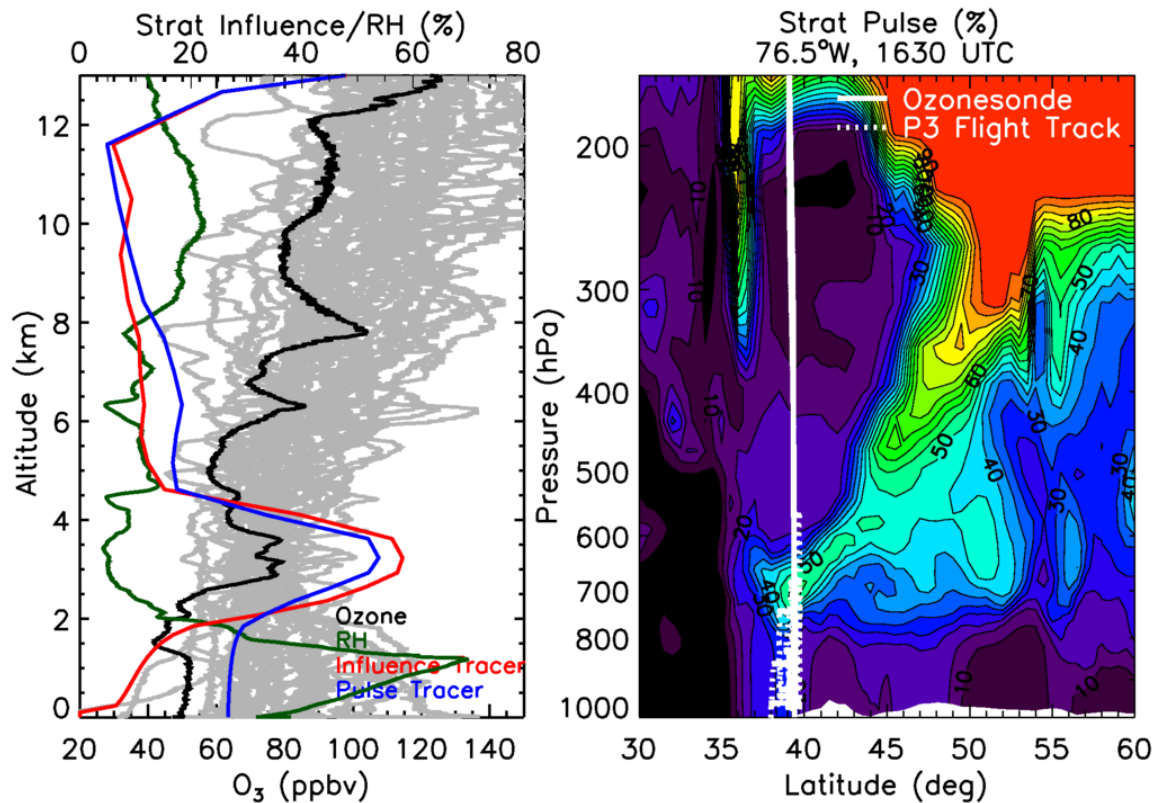 Strat Influence/RH (%)
0 20 40 60 80
12
10
8
6
4
2
0
Altitude (km)
20 40 60 80 100 120 140
O₃ (ppbv)
Ozone
RH
Influence Tracer
Pulse Tracer
Strat Pulse (%)
76.5°W, 1630 UTC
Ozonesonde
P3 Flight Track
200
300
400
500
600
700
800
1000
Pressure (hPa)
30 35 40 45 50 55 60
Latitude (deg)
10
10
10
20
30
80
50
40
60
50
40
30
30
30
40
30
40
10
10